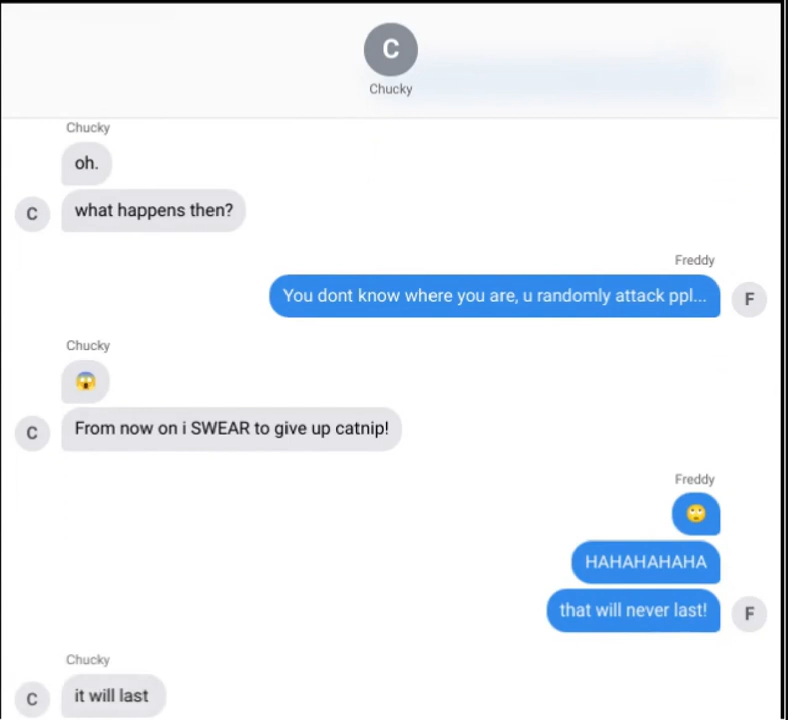 C
Chucky
Chucky
oh.
C
what happens then?
Freddy
You dont know where you are, u randomly attack ppl...
F
Chucky
😱
C
From now on i SWEAR to give up catnip!
Freddy
🙄
HAHAHAHAHA
that will never last!
F
Chucky
C
it will last